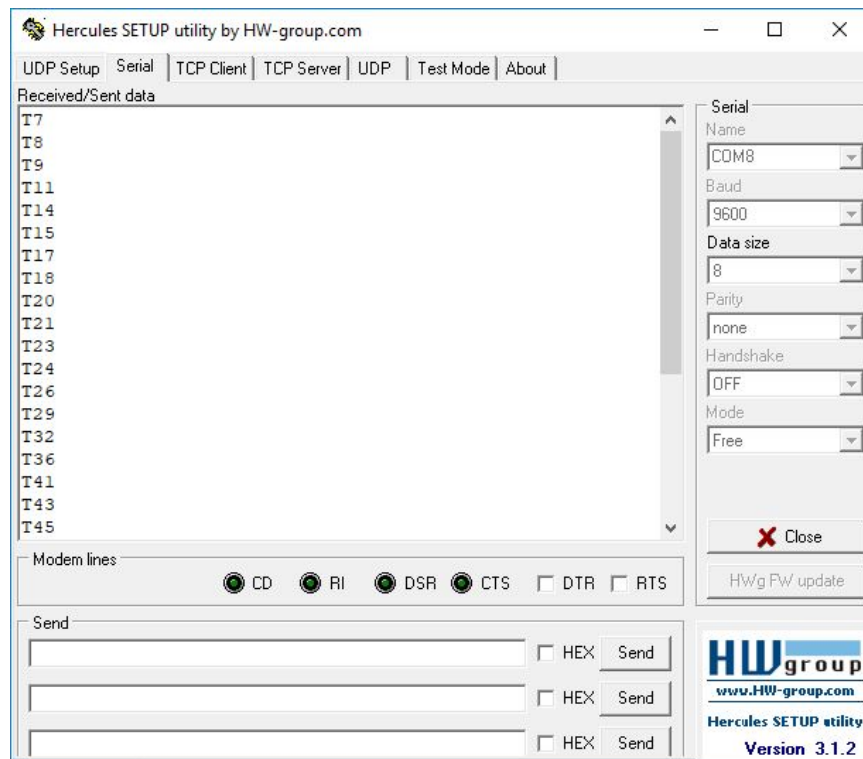 Hercules SETUP utility by HW-group.com
UDP Setup Serial TCP Client TCP Server UDP Test Mode About
Received/Sent data
T7
T8
T9
T11
T14
T15
T17
T18
T20
T21
T23
T24
T26
T29
T32
T36
T41
T43
T45
Serial
Name
COM8
Baud
9600
Data size
8
Parity
none
Handshake
OFF
Mode
Free
Close
HWg FW update
Modem lines
CD RI DSR CTS DTR RTS
Send
HEX Send
HEX Send
HEX Send
HW group
www.HW-group.com
Hercules SETUP utility
Version 3.1.2